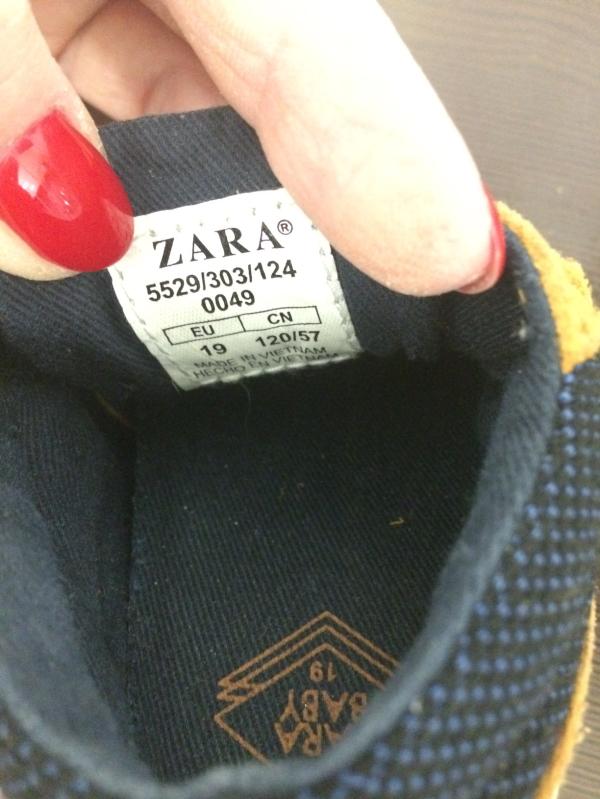 ZARA®
5529/303/124
0049
EU CN
19 120/57
MADE IN VIETNAM
HECHO EN VIETNAM
ZARA
BABY
19